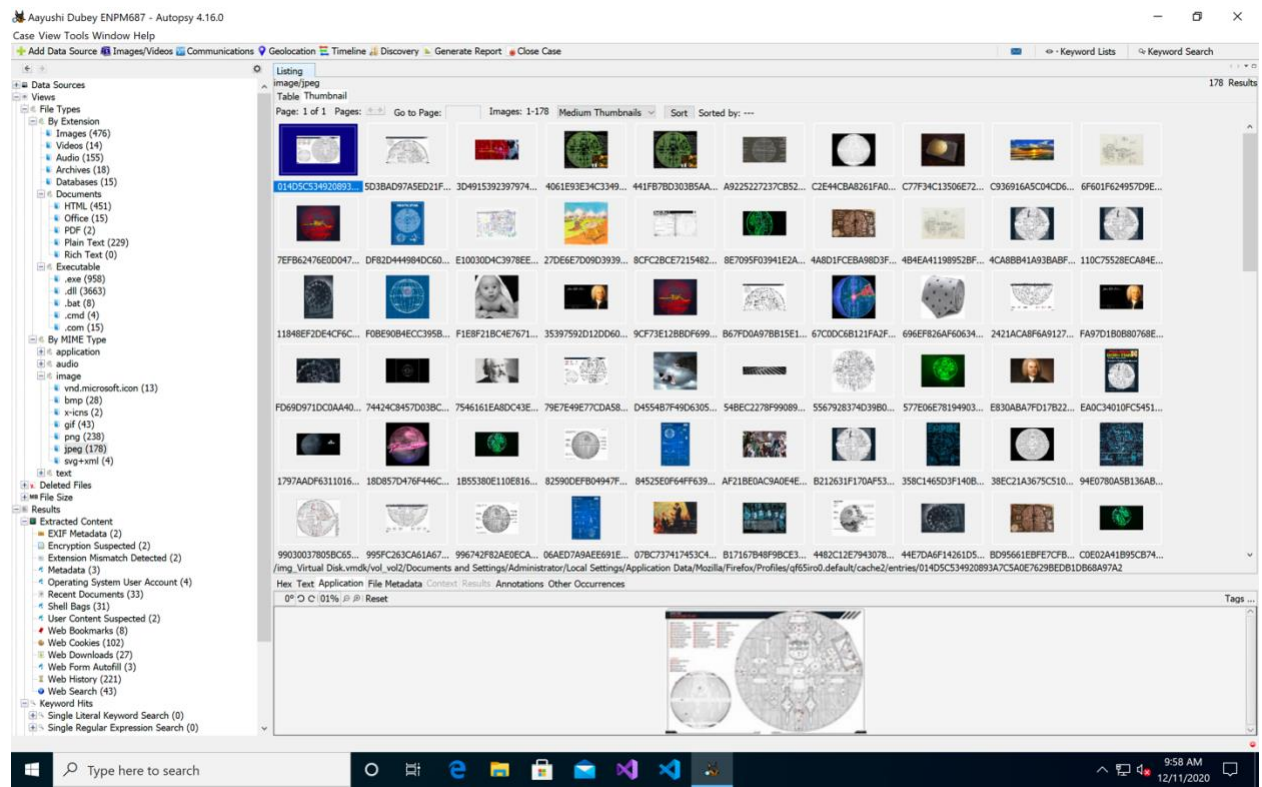 Aayushi Dubey ENPM687 - Autopsy 4.16.0
Case View Tools Window Help
Add Data Source Images/Videos Communications Geolocation Timeline Discovery Generate Report Close Case Keyword Lists Keyword Search
Listing
image/jpeg 178 Results
Table Thumbnail
Page: 1 of 1 Pages: Go to Page: Images: 1-178 Medium Thumbnails Sort Sorted by: ---
Data Sources
Views
File Types
By Extension
Images (476)
Videos (14)
Audio (155)
Archives (18)
Databases (15)
Documents
HTML (451)
Office (15)
PDF (2)
Plain Text (229)
Rich Text (0)
Executable
.exe (958)
.dll (3663)
.bat (8)
.cmd (4)
.com (15)
By MIME Type
application
audio
image
vnd.microsoft.icon (13)
bmp (28)
x-icns (2)
gif (43)
png (238)
jpeg (178)
svg+xml (4)
text
Deleted Files
MB File Size
Results
Extracted Content
EXIF Metadata (2)
Encryption Suspected (2)
Extension Mismatch Detected (2)
Metadata (3)
Operating System User Account (4)
Recent Documents (33)
Shell Bags (31)
User Content Suspected (2)
Web Bookmarks (8)
Web Cookies (102)
Web Downloads (27)
Web Form Autofill (3)
Web History (221)
Web Search (43)
Keyword Hits
Single Literal Keyword Search (0)
Single Regular Expression Search (0)
014D5C534920893... 5D3BAD97A5ED21F... 3D4915392397974... 4061E93E34C3349... 441FB7BD303B5AA... A9225227237CB52... C2E44CBA8261FA0... C77F34C13506E72... C936916A5C04CD6... 6F601F624957D9E...
7EFB62476E0D047... DF82D444984DC60... E10030D4C3978EE... 27DE6E7D09D3939... 8CFC2BCE7215482... 8E7095F03941E2A... 4A8D1FCEBA98D3F... 4B4EA41198952BF... 4CA8BB41A93BABF... 110C75528ECA84E...
11848EF2DE4CF6C... F0BE90B4ECC395B... F1E8F21BC4E7671... 35397592D12DD60... 9CF73E12BBDF699... B67FD0A97BB15E1... 67C0DC6B121FA2F... 696EF826AF60634... 2421ACA8F6A9127... FA97D1B0B80768E...
FD69D971DC0AA40... 74424C8457D03BC... 7546161EA8DC43E... 79E7E49E77CDA58... D4554B7F49D6305... 54BEC2278F99089... 5567928374D39B0... 577E06E78194903... E830ABA7FD17B22... EA0C34010FC5451...
1797AADF6311016... 18D857D476F446C... 1B55380E110E816... 82590DEFB04947F... 84525E0F64FF639... AF21BE0AC9A0E4E... B212631F170AF53... 358C1465D3F140B... 38EC21A3675C510... 94E0780A5B136AB...
99030037805BC65... 995FC263CA61A67... 996742F82AE0ECA... 06AED7A9AEE691E... 07BC737417453C4... B17167B48F9BCE3... 4482C12E7943078... 44E7DA6F14261D5... BD95661EBFE7CFB... C0E02A41B95CB74...
/img_Virtual Disk.vmdk/vol_vol2/Documents and Settings/Administrator/Local Settings/Application Data/Mozilla/Firefox/Profiles/qf65iro0.default/cache2/entries/014D5C534920893A7C5A0E7629BEDB1DB68A97A2
Hex Text Application File Metadata Context Results Annotations Other Occurrences
0° 01% Reset Tags ...
Type here to search
9:58 AM
12/11/2020